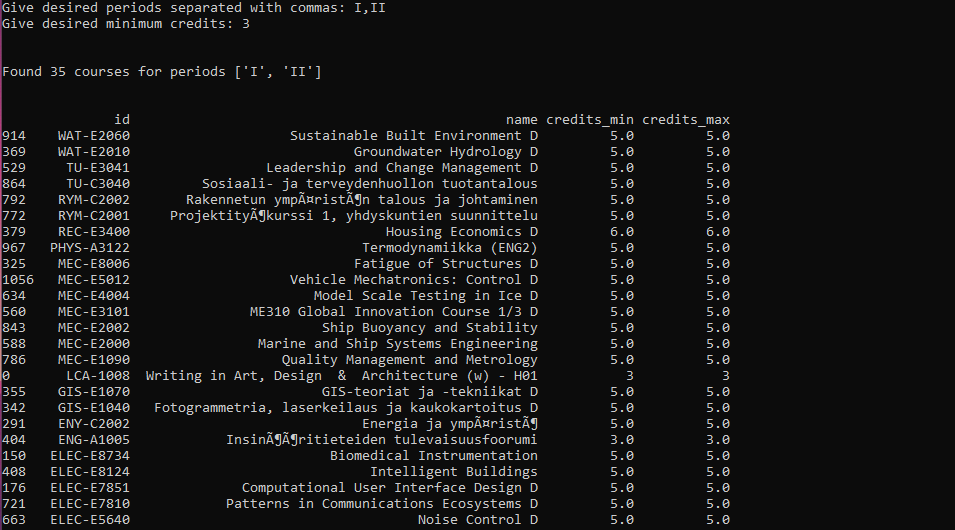 Give desired periods separated with commas: I,II
Give desired minimum credits: 3
Found 35 courses for periods ['I', 'II']
id name credits_min credits_max
914 WAT-E2060 Sustainable Built Environment D 5.0 5.0
369 WAT-E2010 Groundwater Hydrology D 5.0 5.0
529 TU-E3041 Leadership and Change Management D 5.0 5.0
864 TU-C3040 Sosiaali- ja terveydenhuollon tuotantalous 5.0 5.0
792 RYM-C2002 Rakennetun ympÃ¤ristÃ¶n talous ja johtaminen 5.0 5.0
772 RYM-C2001 ProjektityÃ¶kurssi 1, yhdyskuntien suunnittelu 5.0 5.0
379 REC-E3400 Housing Economics D 6.0 6.0
967 PHYS-A3122 Termodynamiikka (ENG2) 5.0 5.0
325 MEC-E8006 Fatigue of Structures D 5.0 5.0
1056 MEC-E5012 Vehicle Mechatronics: Control D 5.0 5.0
634 MEC-E4004 Model Scale Testing in Ice D 5.0 5.0
560 MEC-E3101 ME310 Global Innovation Course 1/3 D 5.0 5.0
843 MEC-E2002 Ship Buoyancy and Stability 5.0 5.0
588 MEC-E2000 Marine and Ship Systems Engineering 5.0 5.0
786 MEC-E1090 Quality Management and Metrology 5.0 5.0
0 LCA-1008 Writing in Art, Design & Architecture (w) - H01 3 3
355 GIS-E1070 GIS-teoriat ja -tekniikat D 5.0 5.0
342 GIS-E1040 Fotogrammetria, laserkeilaus ja kaukokartoitus D 5.0 5.0
291 ENY-C2002 Energia ja ympÃ¤ristÃ¶ 5.0 5.0
404 ENG-A1005 InsinÃ¶Ã¶ritieteiden tulevaisuusfoorumi 3.0 3.0
150 ELEC-E8734 Biomedical Instrumentation 5.0 5.0
408 ELEC-E8124 Intelligent Buildings 5.0 5.0
176 ELEC-E7851 Computational User Interface Design D 5.0 5.0
721 ELEC-E7810 Patterns in Communications Ecosystems D 5.0 5.0
663 ELEC-E5640 Noise Control D 5.0 5.0